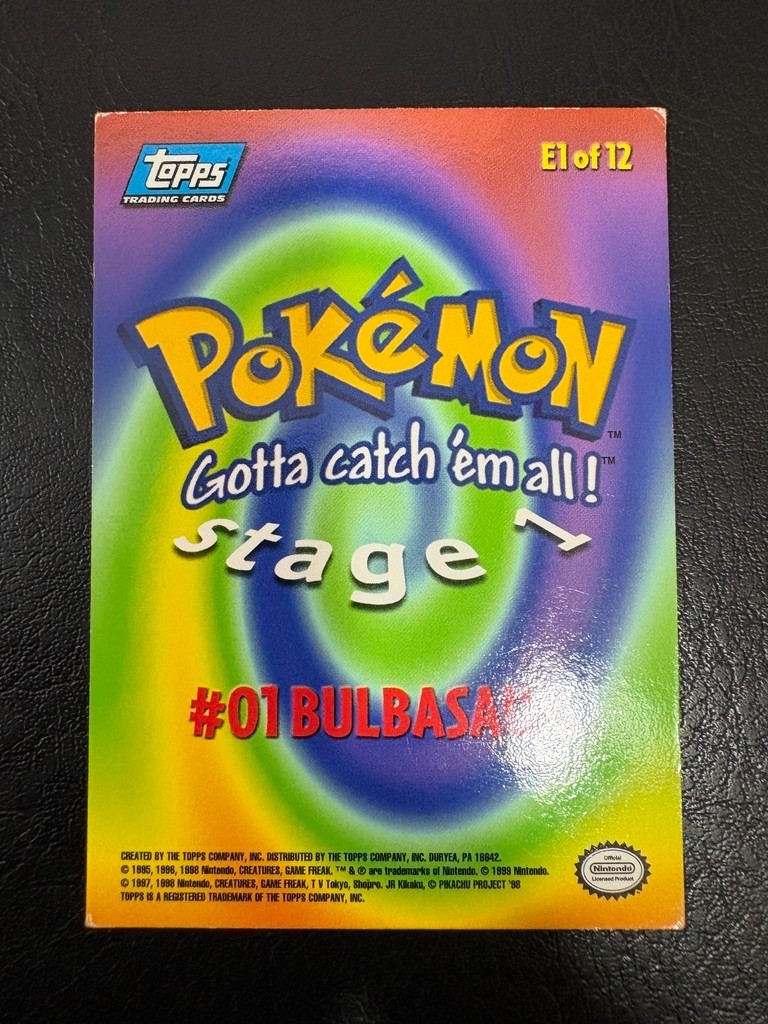 topps
TRADING CARDS
E1 of 12
POKéMON
TM
Gotta catch 'em all!
TM
stage 1
#01 BULBASAU
CREATED BY THE TOPPS COMPANY, INC. DISTRIBUTED BY THE TOPPS COMPANY, INC. DURYEA, PA 18642.
© 1995, 1996, 1998 Nintendo, CREATURES, GAME FREAK. ™ & ® are trademarks of Nintendo. © 1999 Nintendo.
© 1997, 1998 Nintendo, CREATURES, GAME FREAK, T V Tokyo, Shopro. JR Kikaku, © PIKACHU PROJECT '98
TOPPS IS A REGISTERED TRADEMARK OF THE TOPPS COMPANY, INC.
Official
Nintendo
Licensed Product